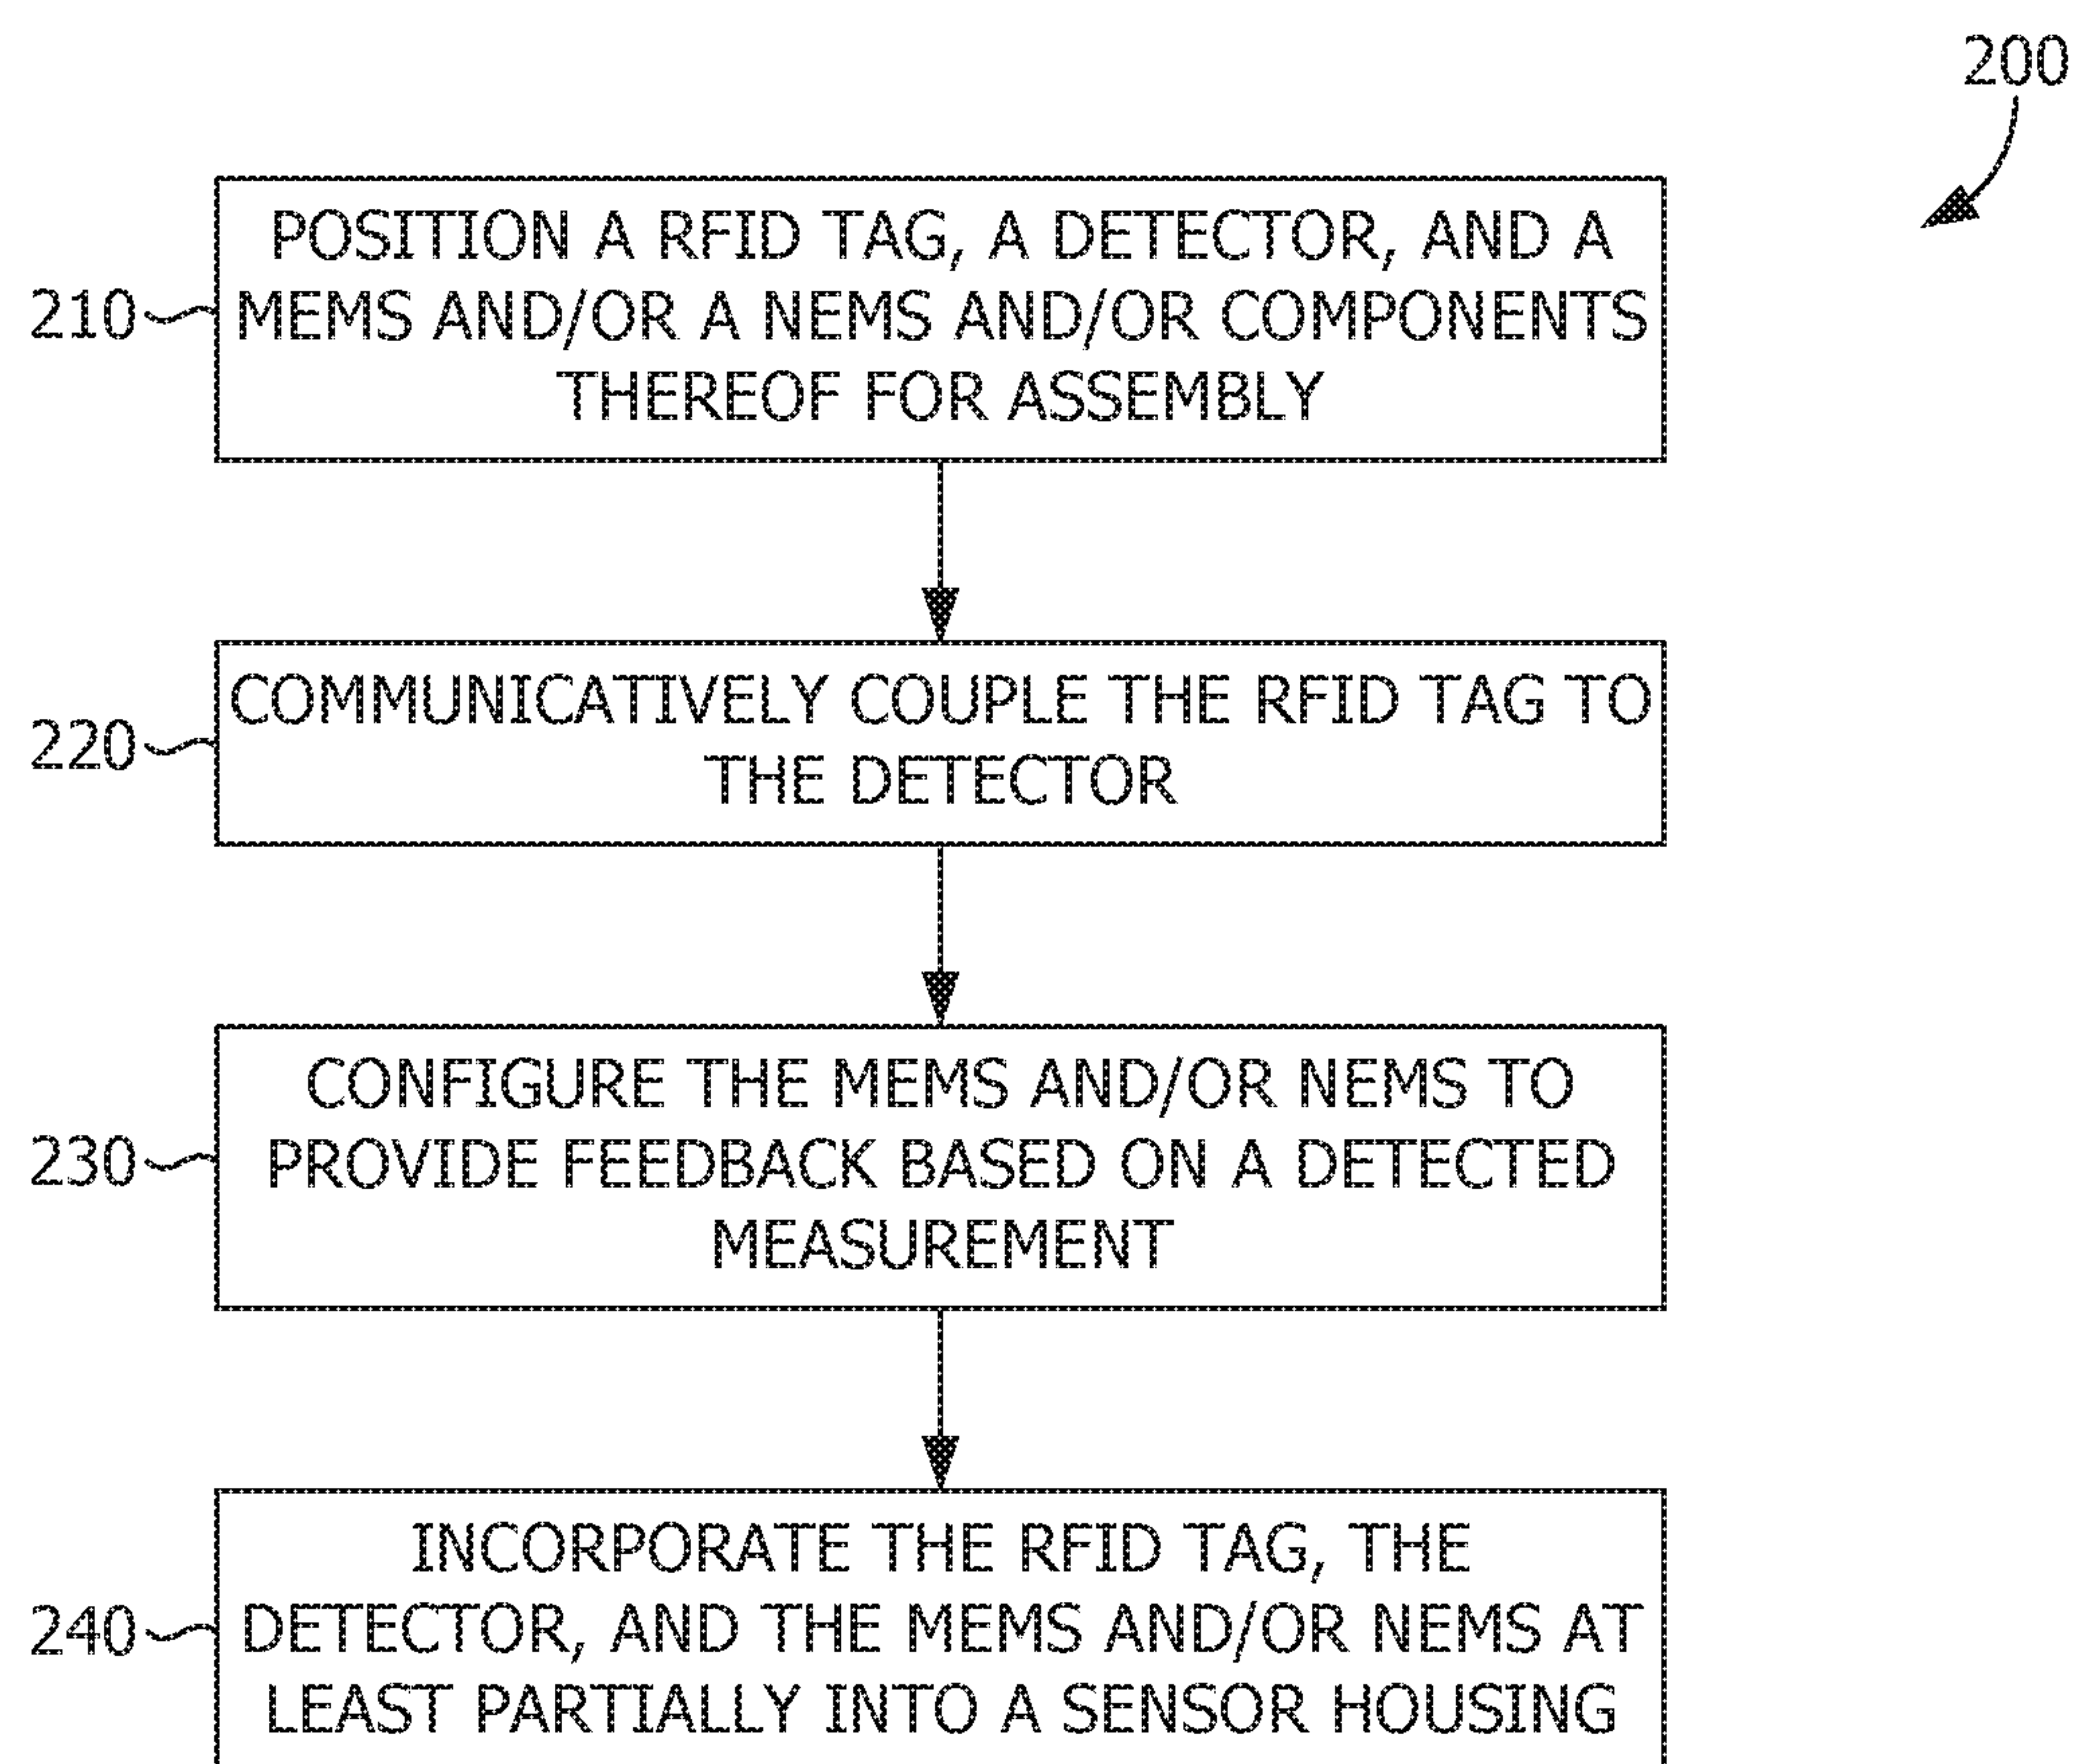 200
POSITION A RFID TAG, A DETECTOR, AND A
210
MEMS AND/OR A NEMS AND/OR COMPONENTS
THEREOF FOR ASSEMBLY
COMMUNICATIVELY COUPLE THE RFID TAG TO
220
THE DETECTOR
CONFIGURE THE MEMS AND/OR NEMS TO
230
PROVIDE FEEDBACK BASED ON A DETECTED
MEASUREMENT
INCORPORATE THE RFID TAG, THE
240
DETECTOR, AND THE MEMS AND/OR NEMS AT
LEAST PARTIALLY INTO A SENSOR HOUSING